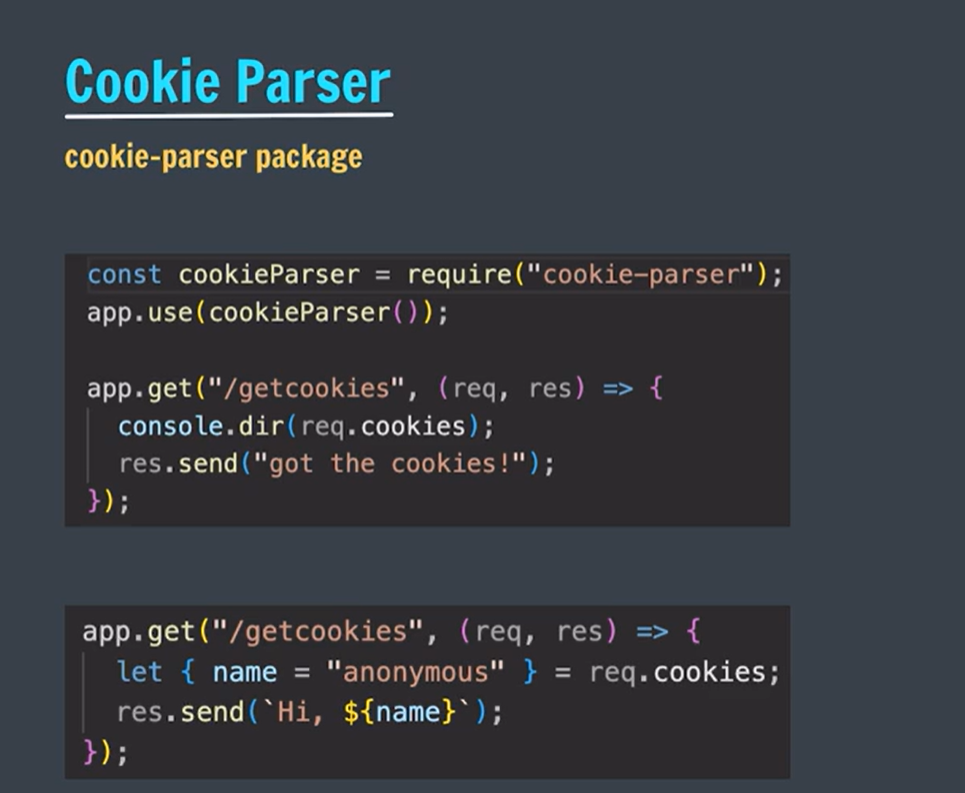 Cookie Parser
cookie-parser package
const cookieParser = require("cookie-parser");
app.use(cookieParser());
app.get("/getcookies", (req, res) => {
console.dir(req.cookies);
res.send("got the cookies!");
});
app.get("/getcookies", (req, res) => {
let { name = "anonymous" } = req.cookies;
res.send(`Hi, ${name}`);
});